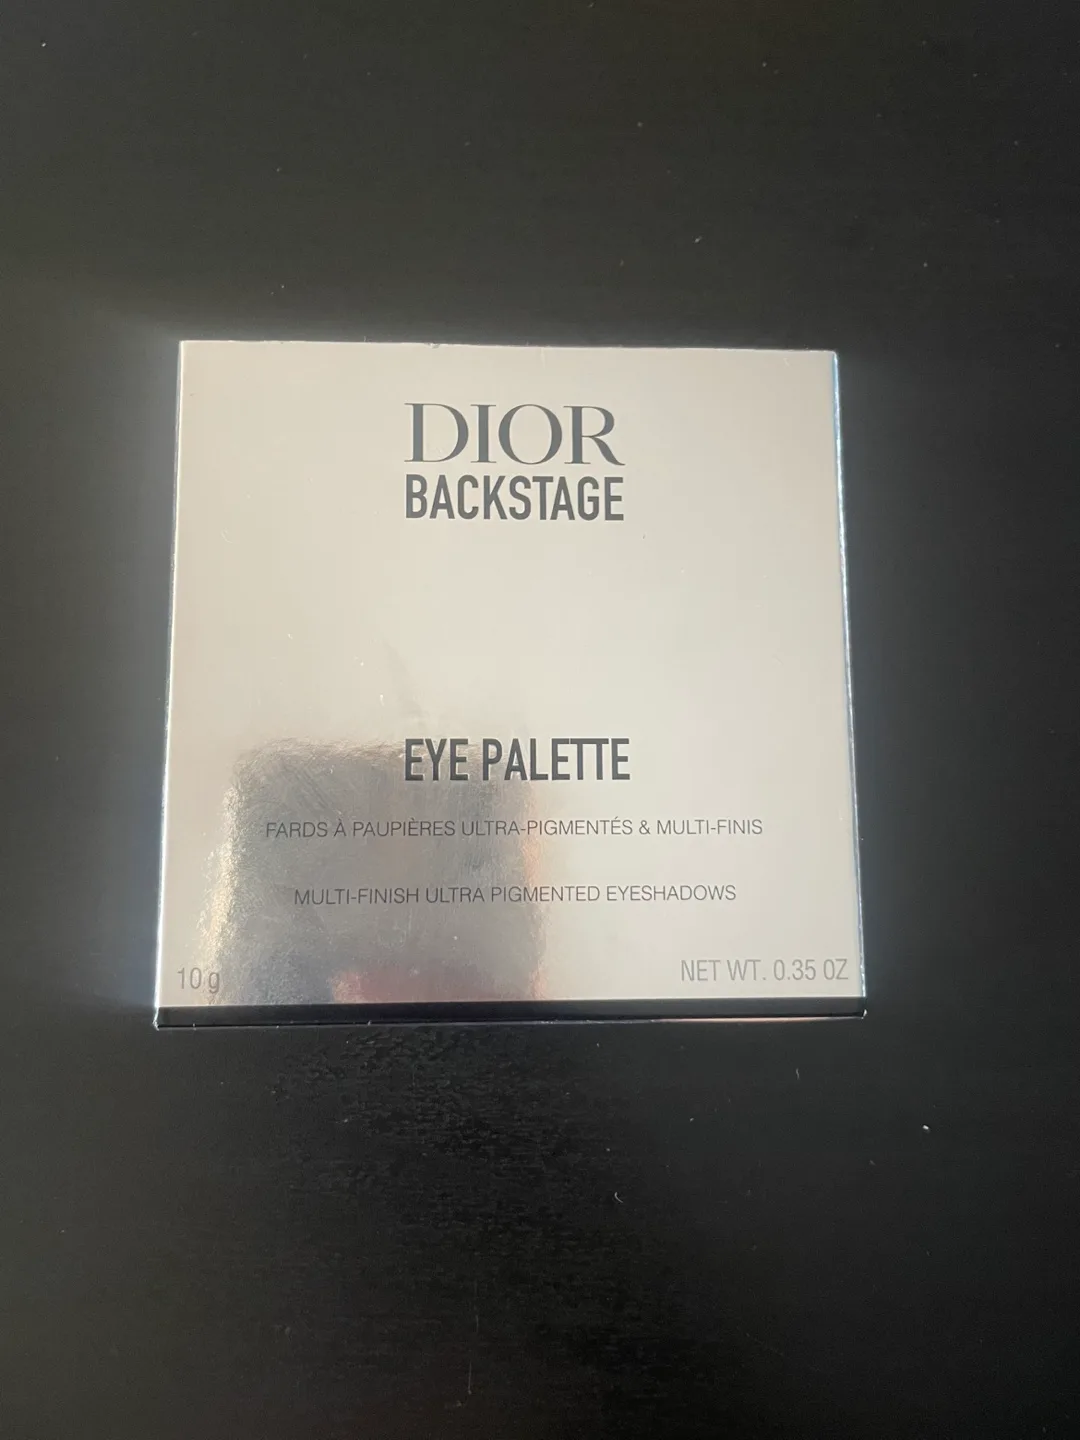 DIOR
BACKSTAGE
EYE PALETTE
FARDS À PAUPIÈRES ULTRA-PIGMENTÉS & MULTI-FINIS
MULTI-FINISH ULTRA PIGMENTED EYESHADOWS
10 g NET WT. 0.35 OZ